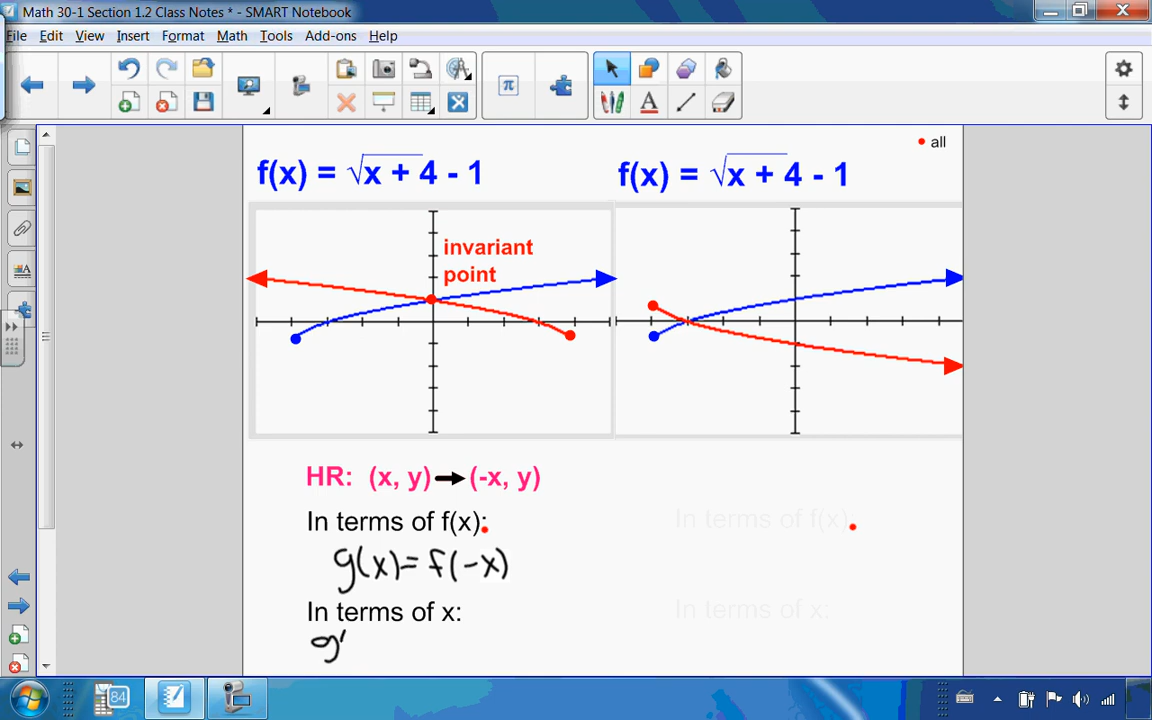 Math 30-1 Section 1.2 Class Notes * - SMART Notebook
File Edit View Insert Format Math Tools Add-ons Help
π
A
all
f(x) = √x + 4 - 1
f(x) = √x + 4 - 1
invariant
point
HR: (x, y) → (-x, y)
In terms of f(x):
g(x) = f(-x)
In terms of x:
g
In terms of f(x)
In terms of x:
84